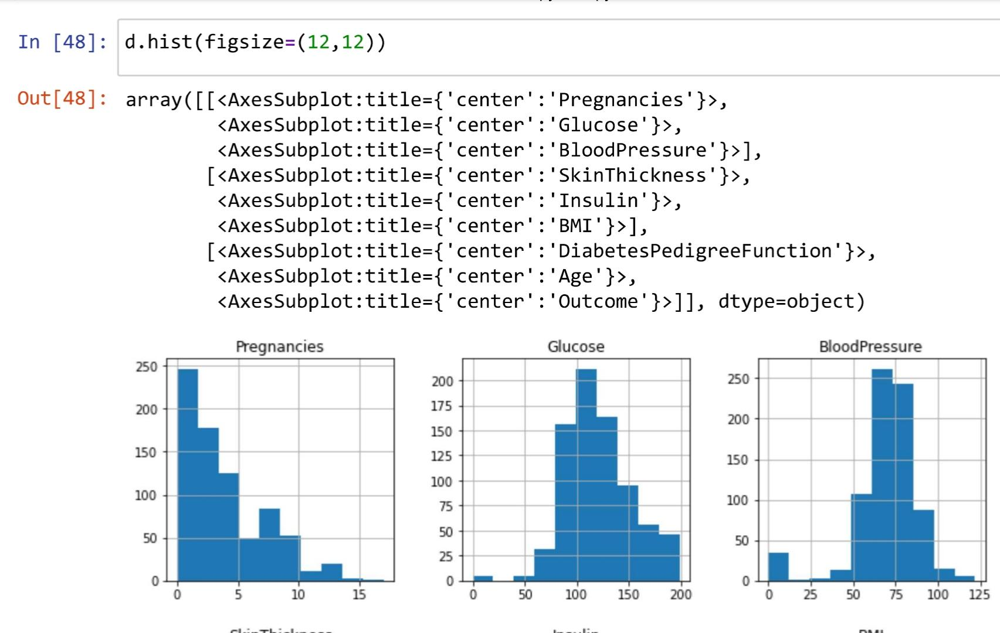 In [48]: d.hist(figsize=(12,12))
Out[48]: array([[<AxesSubplot:title={'center':'Pregnancies'}>,
<AxesSubplot:title={'center':'Glucose'}>,
<AxesSubplot:title={'center':'BloodPressure'}>],
[<AxesSubplot:title={'center':'SkinThickness'}>,
<AxesSubplot:title={'center':'Insulin'}>,
<AxesSubplot:title={'center':'BMI'}>],
[<AxesSubplot:title={'center':'DiabetesPedigreeFunction'}>,
<AxesSubplot:title={'center':'Age'}>,
<AxesSubplot:title={'center':'Outcome'}>]], dtype=object)
Pregnancies
250
200
150
100
50
0
0 5 10 15
Glucose
200
175
150
125
100
75
50
25
0
0 50 100 150 200
BloodPressure
250
200
150
100
50
0
0 25 50 75 100 125
SkinThickness Insulin BMI